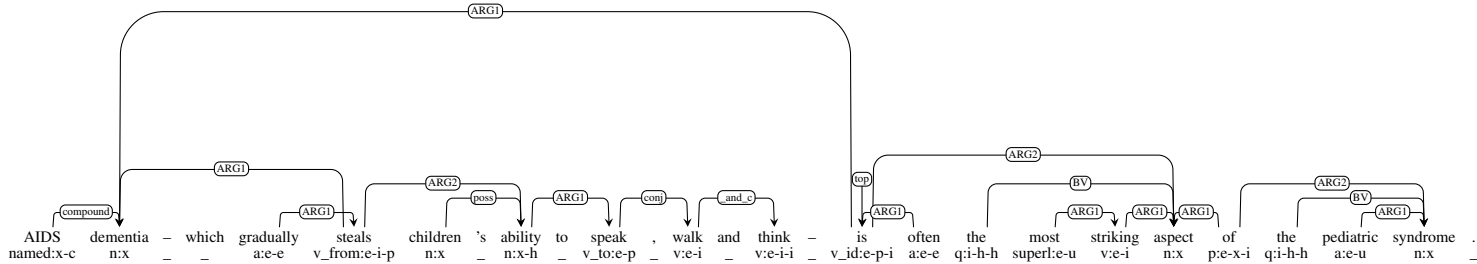 ARG1
ARG1 ARG2
top
ARG2 BV ARG2
compound ARG1 poss ARG1 conj _and_c ARG1 ARG1 ARG1 ARG1 BV ARG1
AIDS dementia – which gradually steals children 's ability to speak , walk and think – is often the most striking aspect of the pediatric syndrome .
named:x-c n:x _ _ a:e-e v_from:e-i-p n:x _ n:x-h _ v_to:e-p _ v:e-i _ v:e-i-i _ v_id:e-p-i a:e-e q:i-h-h superl:e-u v:e-i n:x p:e-x-i q:i-h-h a:e-u n:x _